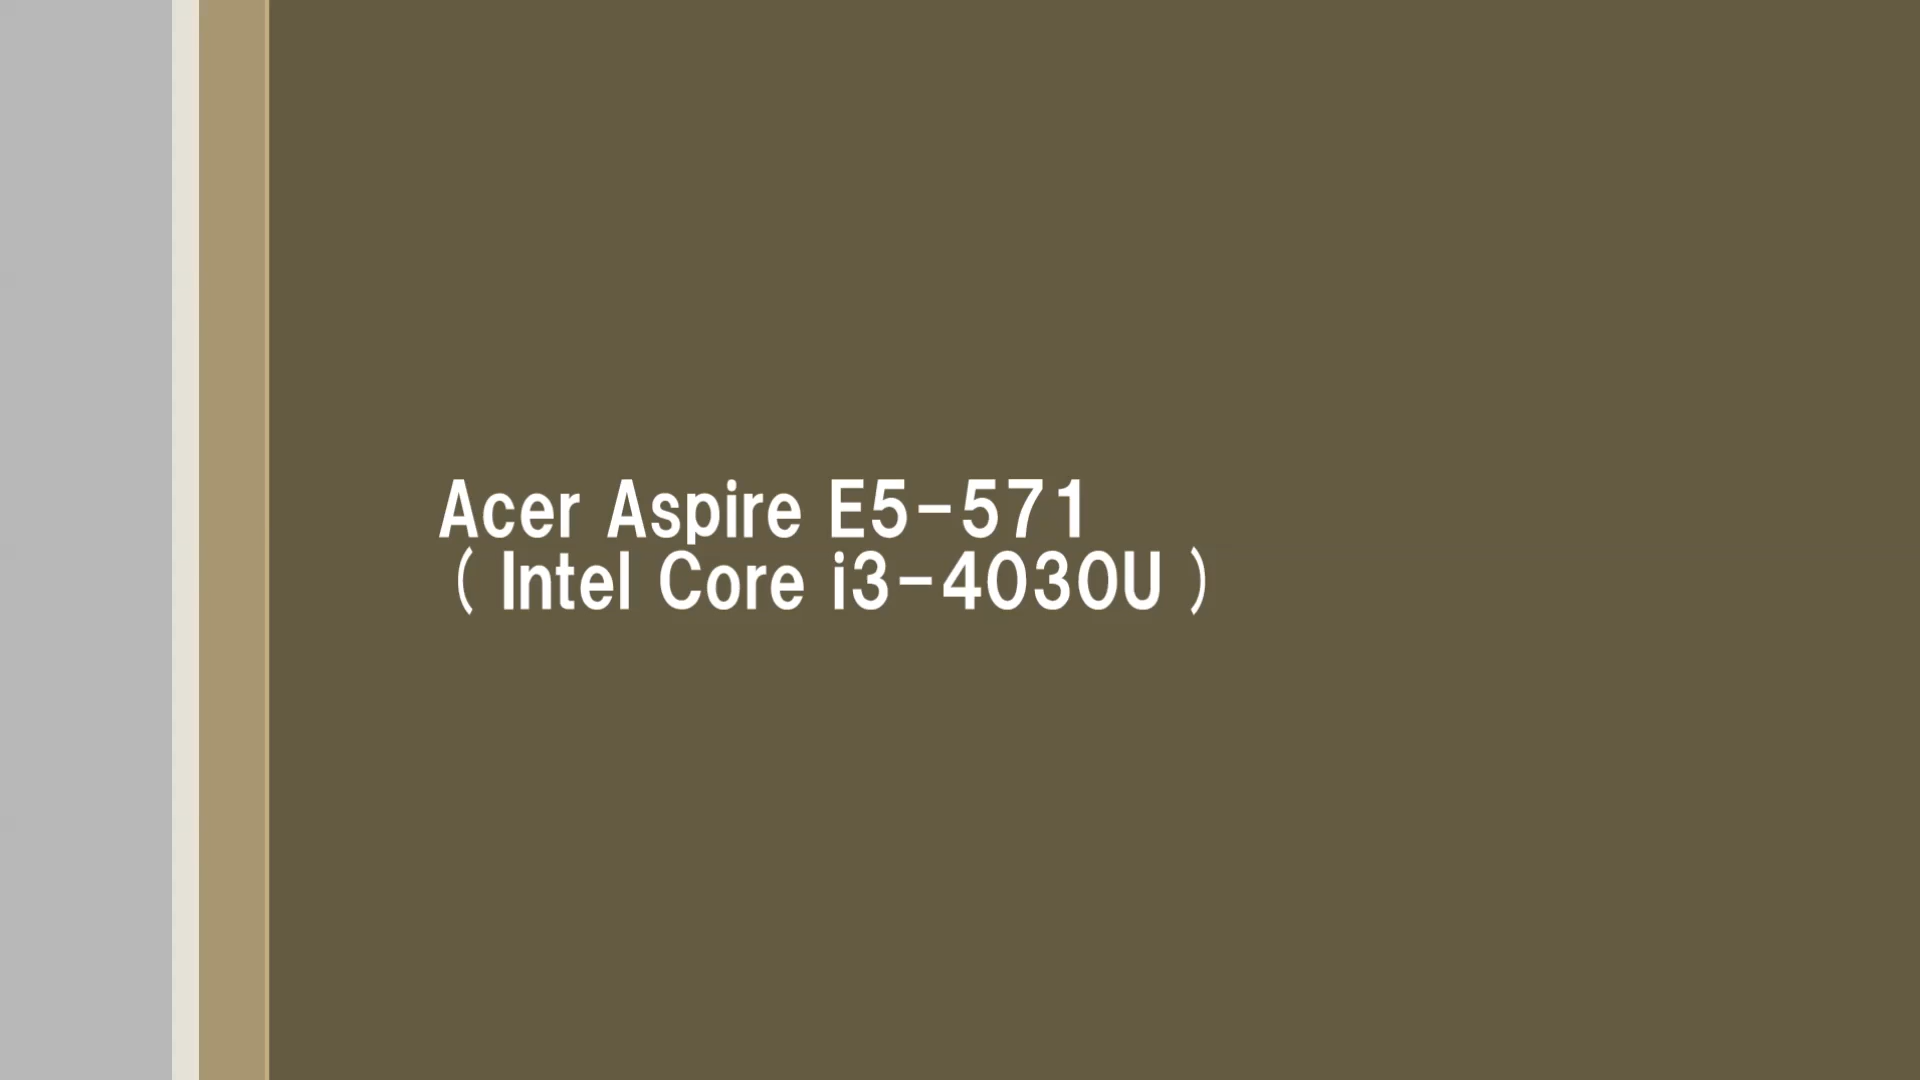 Acer Aspire E5-571
( Intel Core i3-4030U )